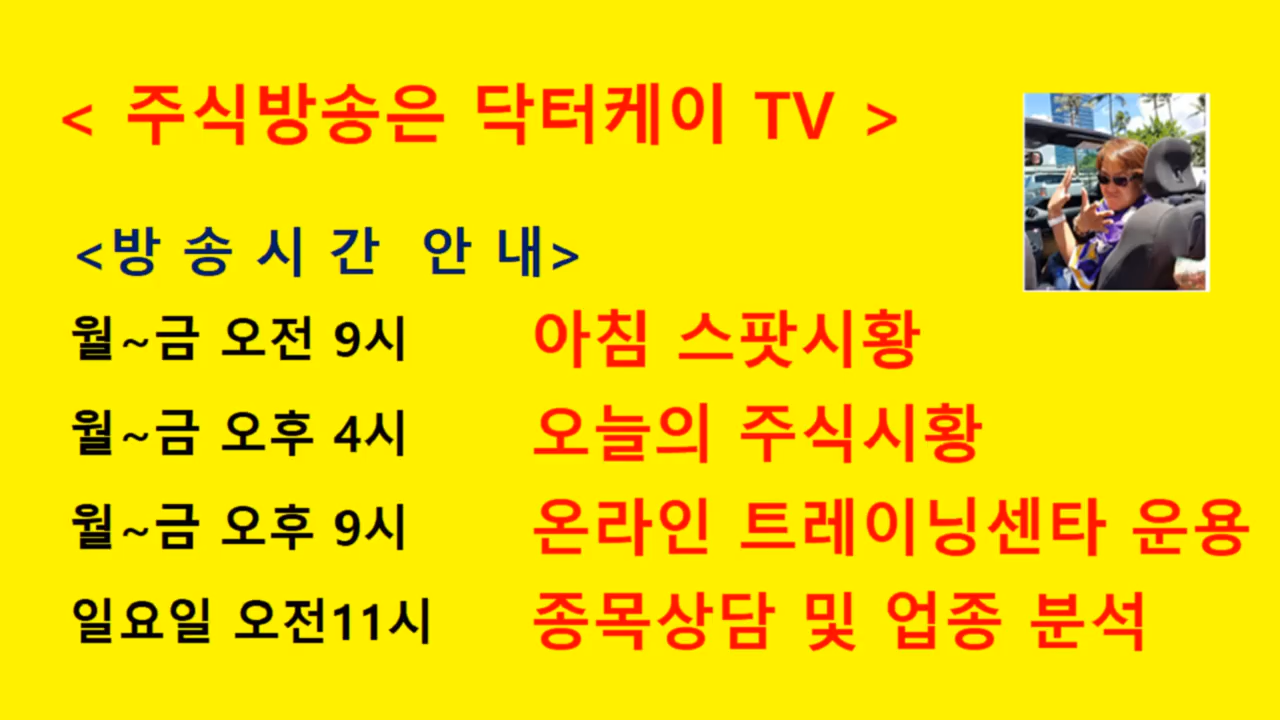 < 주식방송은 닥터케이 TV >
<방 송 시 간 안 내>
월~금 오전 9시 아침 스팟시황
월~금 오후 4시 오늘의 주식시황
월~금 오후 9시 온라인 트레이닝센타 운용
일요일 오전11시 종목상담 및 업종 분석